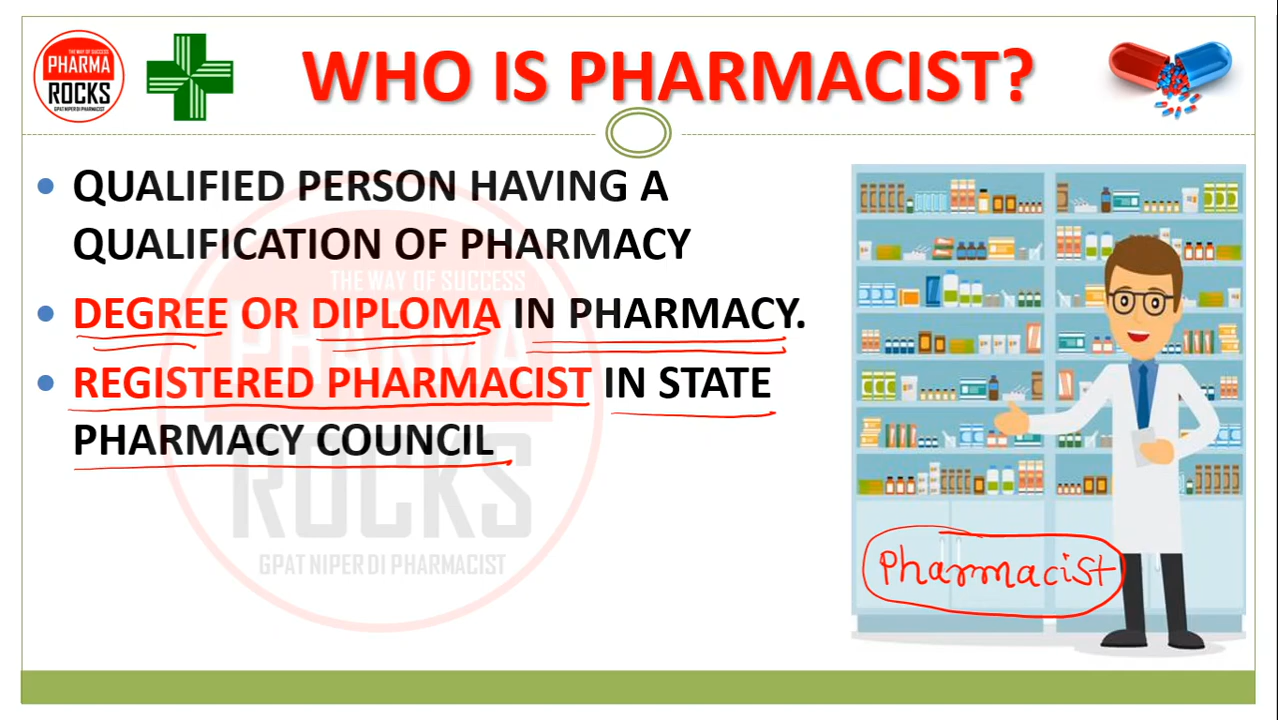 THE WAY OF SUCCESS
PHARMA
ROCKS
GPAT NIPER DI PHARMACIST
WHO IS PHARMACIST?
• QUALIFIED PERSON HAVING A
QUALIFICATION OF PHARMACY
• DEGREE OR DIPLOMA IN PHARMACY.
• REGISTERED PHARMACIST IN STATE
PHARMACY COUNCIL
THE WAY OF SUCCESS
PHARMA
ROCKS
GPAT NIPER DI PHARMACIST
Pharmacist